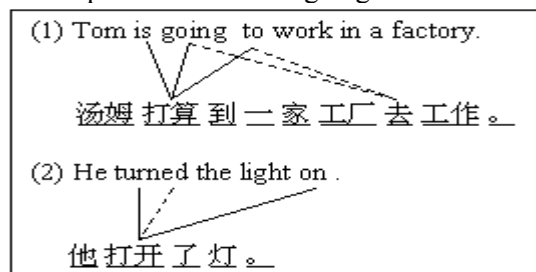 (1) Tom is going to work in a factory.
汤姆 打算 到 一 家 工厂 去 工作 。
(2) He turned the light on .
他 打开 了 灯 。